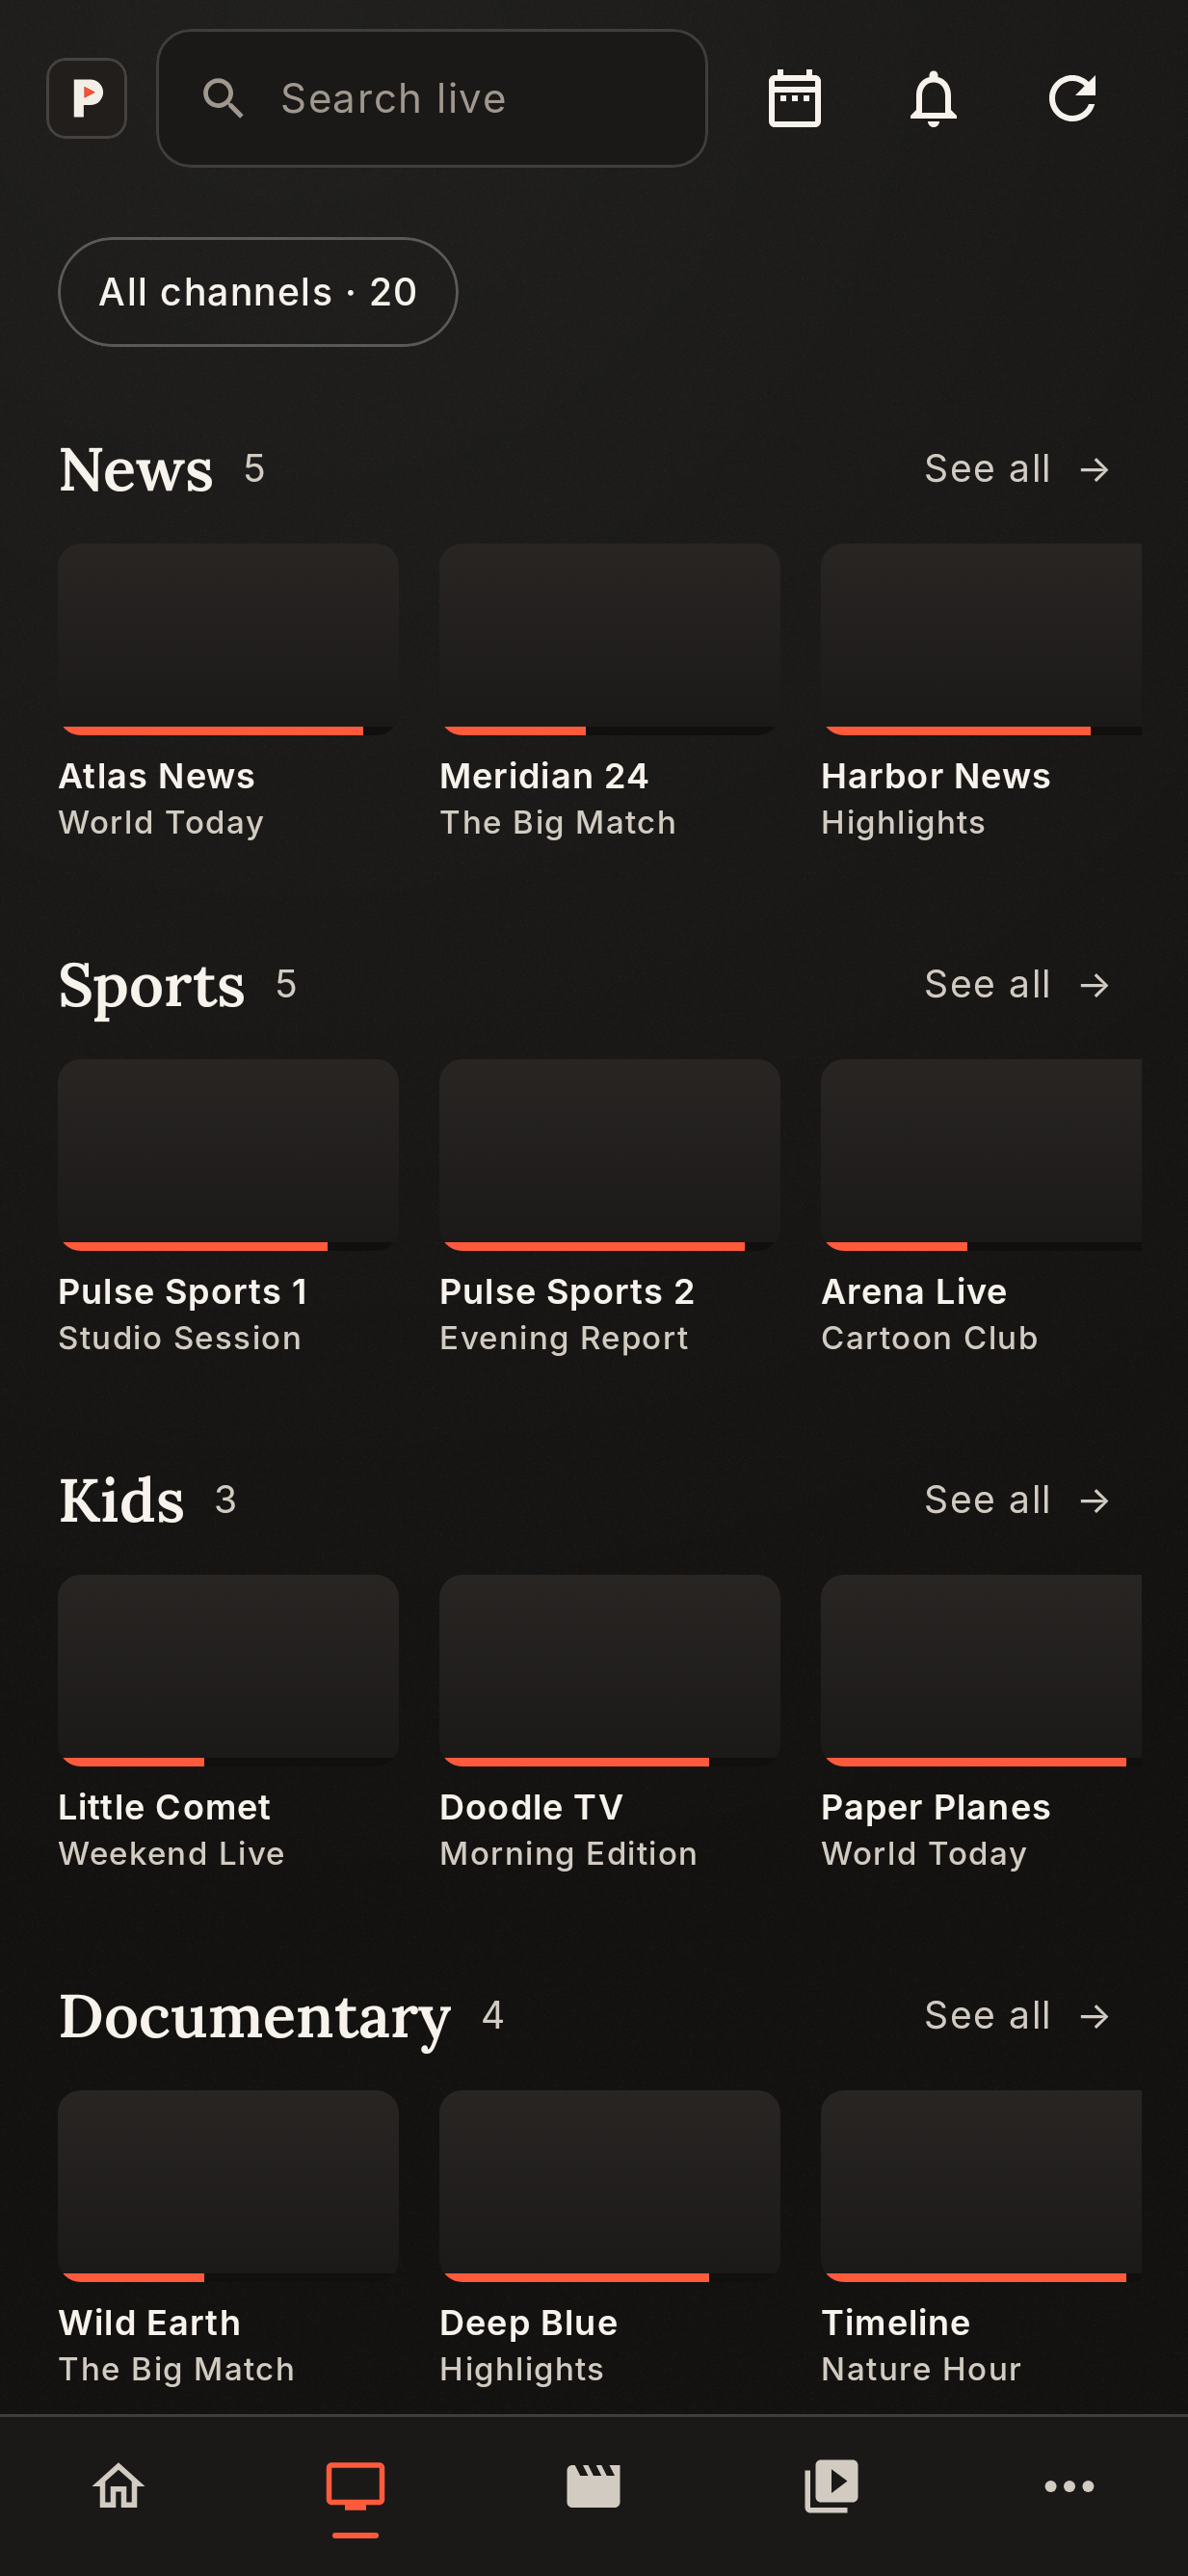 P
Search live
All channels · 20
News 5 See all →
Atlas News Meridian 24 Harbor News
World Today The Big Match Highlights
Sports 5 See all →
Pulse Sports 1 Pulse Sports 2 Arena Live
Studio Session Evening Report Cartoon Club
Kids 3 See all →
Little Comet Doodle TV Paper Planes
Weekend Live Morning Edition World Today
Documentary 4 See all →
Wild Earth Deep Blue Timeline
The Big Match Highlights Nature Hour